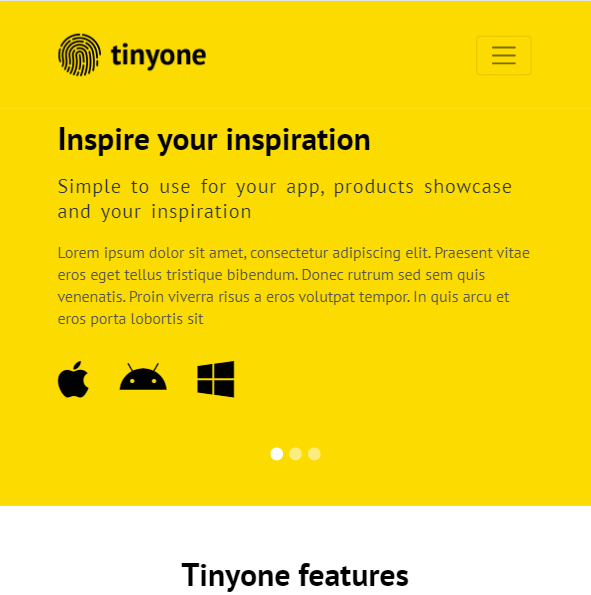 tinyone
Inspire your inspiration
Simple to use for your app, products showcase
and your inspiration
Lorem ipsum dolor sit amet, consectetur adipiscing elit. Praesent vitae
eros eget tellus tristique bibendum. Donec rutrum sed sem quis
venenatis. Proin viverra risus a eros volutpat tempor. In quis arcu et
eros porta lobortis sit
Tinyone features